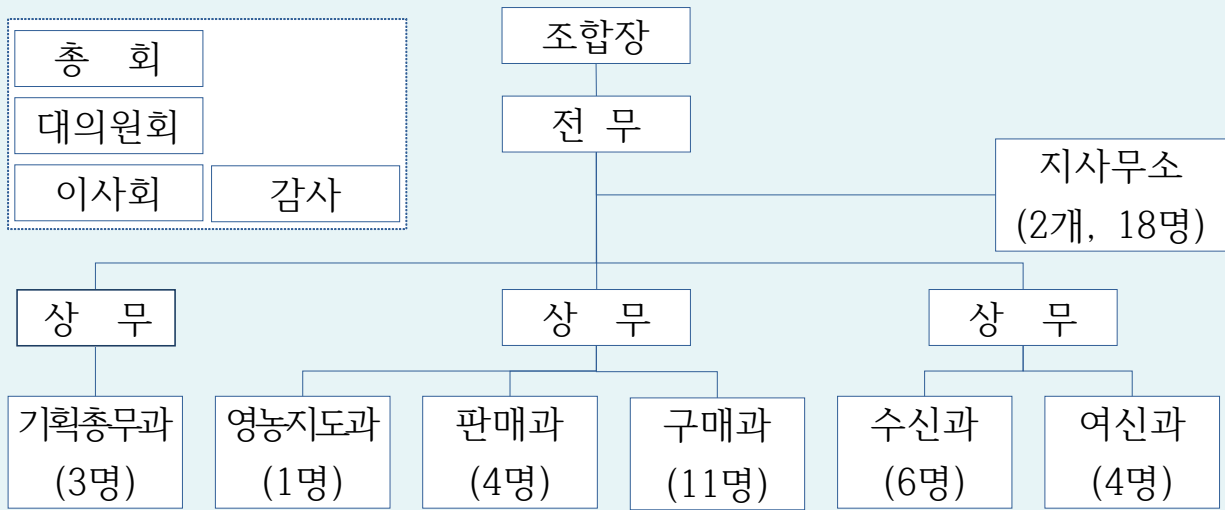 총 회
대의원회
이사회
감사
조합장
전 무
지사무소
(2개, 18명)
상 무
상 무
상 무
기획총무과
(3명)
영농지도과
(1명)
판매과
(4명)
구매과
(11명)
수신과
(6명)
여신과
(4명)